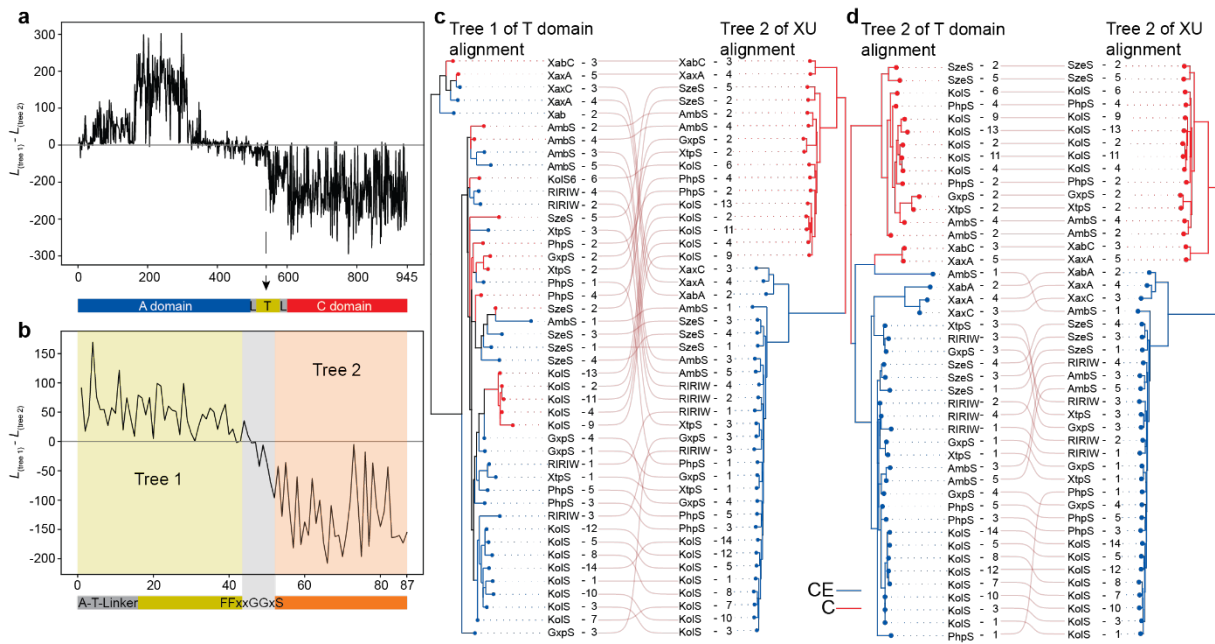 a
L(tree 1) - L(tree 2)
300
200
100
0
-100
-200
-300
0 200 400 600 800 945
A domain L T L C domain
b
L(tree 1) - L(tree 2)
150
100
50
0
-50
-100
-150
-200
Tree 1
Tree 2
0 20 40 60 80 87
A-T-Linker FFxxGGxS
c
Tree 1 of T domain
alignment
XabC - 3
XaxA - 5
XaxC - 3
XaxA - 4
Xab - 2
AmbS - 2
AmbS - 4
AmbS - 3
AmbS - 5
KolS6 - 6
RIRIW - 4
RIRIW - 2
SzeS - 5
XtpS - 3
PhpS - 2
GxpS - 2
XtpS - 2
PhpS - 1
PhpS - 4
SzeS - 2
AmbS - 1
SzeS - 3
SzeS - 1
SzeS - 4
KolS - 13
KolS - 2
KolS - 11
KolS - 4
KolS - 9
GxpS - 4
GxpS - 1
RIRIW - 1
XtpS - 1
PhpS - 5
PhpS - 3
RIRIW - 3
KolS - 12
KolS - 5
KolS - 8
KolS - 14
KolS - 1
KolS - 10
KolS - 3
KolS - 7
GxpS - 3
Tree 2 of XU
alignment
XabC - 3
XaxA - 4
SzeS - 5
SzeS - 2
AmbS - 2
AmbS - 4
GxpS - 2
XtpS - 2
KolS - 6
PhpS - 4
PhpS - 2
KolS - 13
KolS - 2
KolS - 11
KolS - 4
KolS - 9
XaxC - 3
XaxA - 4
XabA - 2
AmbS - 1
SzeS - 3
SzeS - 4
SzeS - 1
AmbS - 3
AmbS - 5
RIRIW - 4
RIRIW - 2
RIRIW - 1
XtpS - 3
GxpS - 3
RIRIW - 3
PhpS - 1
GxpS - 1
XtpS - 1
GxpS - 4
PhpS - 5
PhpS - 3
KolS - 14
KolS - 12
KolS - 5
KolS - 1
KolS - 8
KolS - 7
KolS - 10
KolS - 3
d
Tree 2 of T domain
alignment
SzeS - 2
SzeS - 5
KolS - 6
PhpS - 4
KolS - 9
KolS - 13
KolS - 2
KolS - 11
KolS - 4
PhpS - 2
GxpS - 2
XtpS - 2
AmbS - 4
AmbS - 2
XabC - 3
XaxA - 5
AmbS - 1
XabA - 2
XaxA - 4
XaxC - 3
XtpS - 3
RIRIW - 3
GxpS - 3
SzeS - 4
SzeS - 3
SzeS - 1
RIRIW - 2
RIRIW - 4
RIRIW - 1
GxpS - 1
XtpS - 1
AmbS - 3
AmbS - 5
GxpS - 4
PhpS - 5
PhpS - 3
KolS - 14
KolS - 5
KolS - 8
KolS - 12
KolS - 7
KolS - 10
KolS - 3
KolS - 1
PhpS - 1
Tree 2 of XU
alignment
SzeS - 2
SzeS - 5
KolS - 6
PhpS - 4
KolS - 9
KolS - 13
KolS - 2
KolS - 11
KolS - 4
PhpS - 2
GxpS - 2
XtpS - 2
AmbS - 4
AmbS - 2
XabC - 3
XaxA - 5
XabA - 2
XaxA - 4
XaxC - 3
AmbS - 1
SzeS - 4
SzeS - 3
SzeS - 1
RIRIW - 4
AmbS - 3
AmbS - 5
RIRIW - 3
XtpS - 3
GxpS - 3
RIRIW - 2
RIRIW - 1
GxpS - 1
XtpS - 1
PhpS - 1
GxpS - 4
PhpS - 5
PhpS - 3
KolS - 14
KolS - 5
KolS - 12
KolS - 8
KolS - 7
KolS - 10
KolS - 3
KolS - 1
CE
C